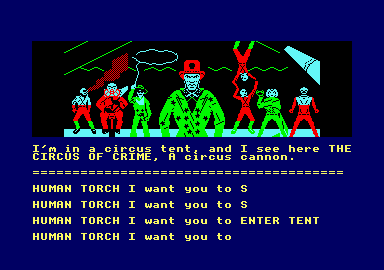 I'm in a circus tent, and I see here THE
CIRCUS OF CRIME, A circus cannon.
========================================
HUMAN TORCH I want you to S
HUMAN TORCH I want you to S
HUMAN TORCH I want you to ENTER TENT
HUMAN TORCH I want you to